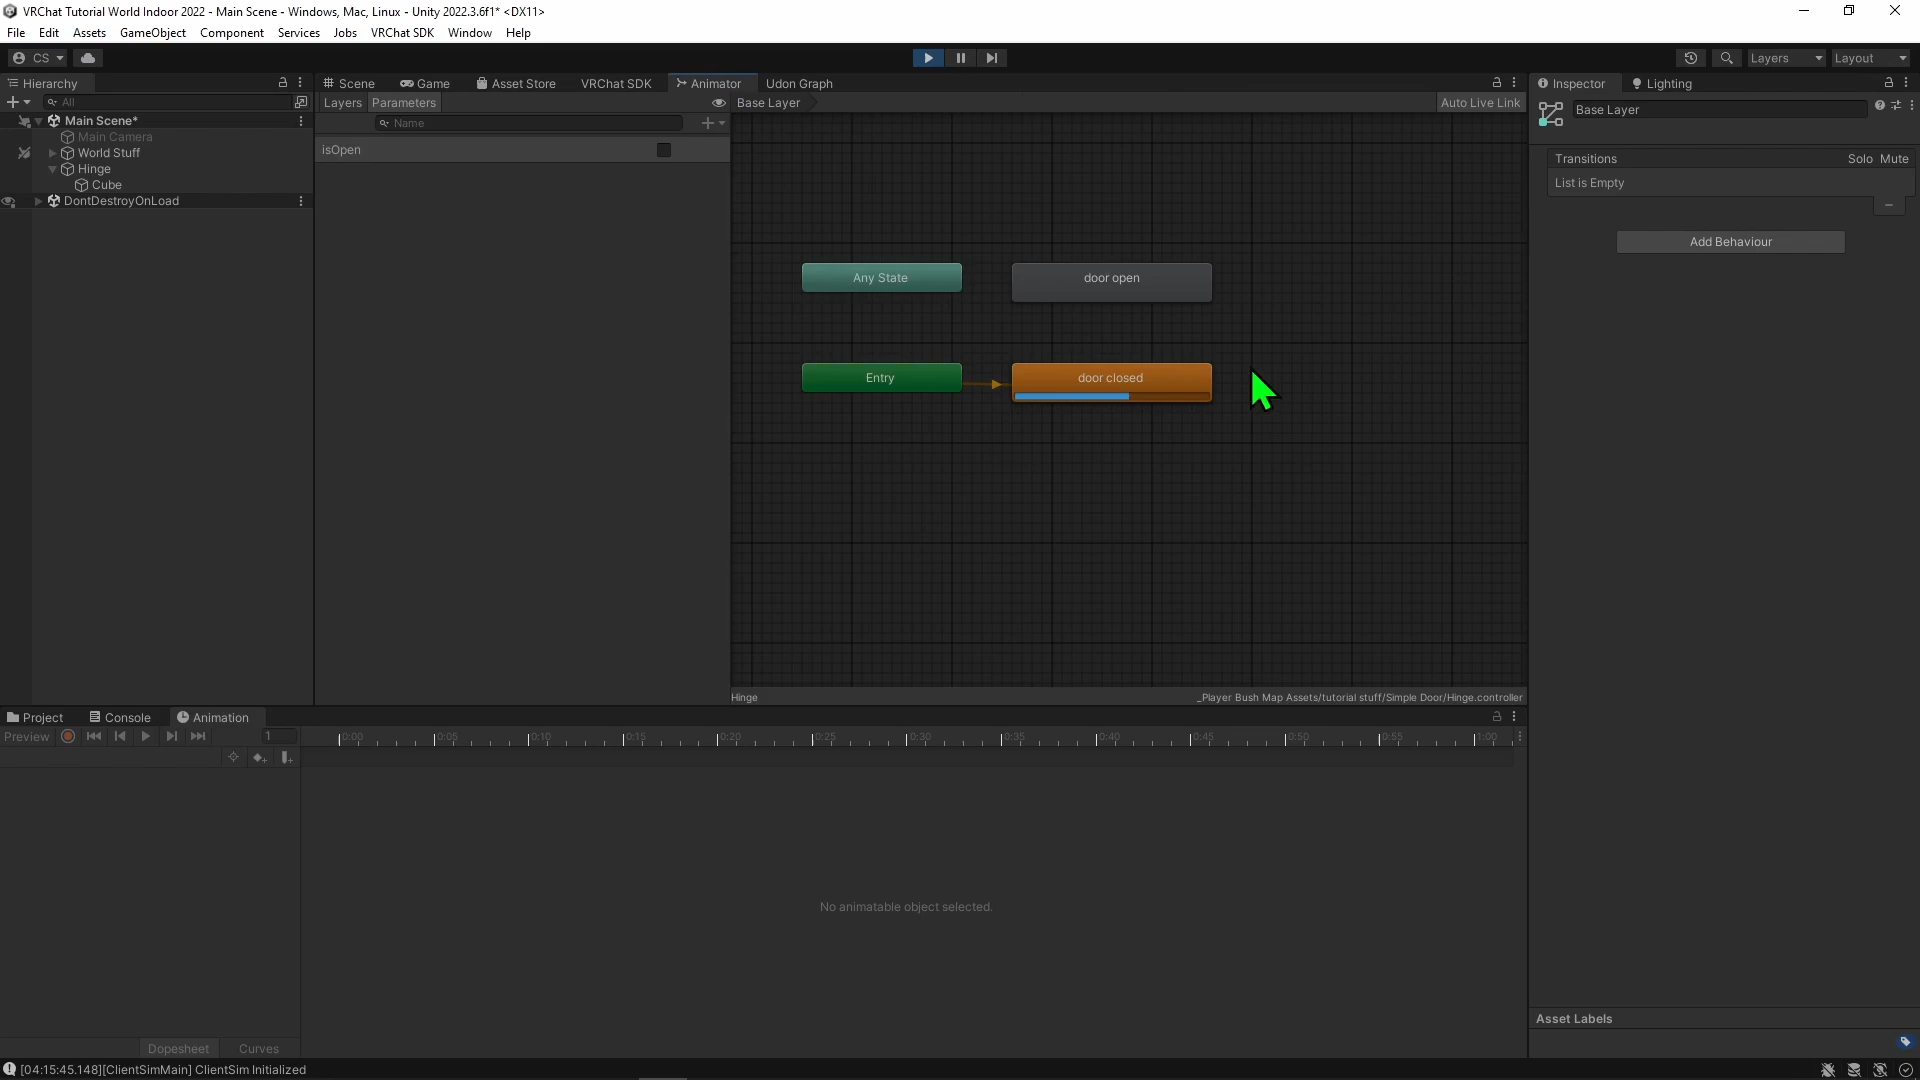 VRChat Tutorial World Indoor 2022 - Main Scene - Windows, Mac, Linux - Unity 2022.3.6f1* <DX11>
File Edit Assets GameObject Component Services Jobs VRChat SDK Window Help
CS Layers Layout
Hierarchy Scene Game Asset Store VRChat SDK Animator Udon Graph Inspector Lighting
All
Layers Parameters Base Layer Auto Live Link
Base Layer
Name
Main Scene*
Main Camera
World Stuff
Hinge
Cube
DontDestroyOnLoad
isOpen
Transitions Solo Mute
List is Empty
Add Behaviour
Any State door open
Entry door closed
Hinge _Player Bush Map Assets/tutorial stuff/Simple Door/Hinge.controller
Project Console Animation
Preview 1 0:00 0:05 0:10 0:15 0:20 0:25 0:30 0:35 0:40 0:45 0:50 0:55 1:00
No animatable object selected.
Asset Labels
Dopesheet Curves
[04:15:45.148][ClientSimMain] ClientSim Initialized